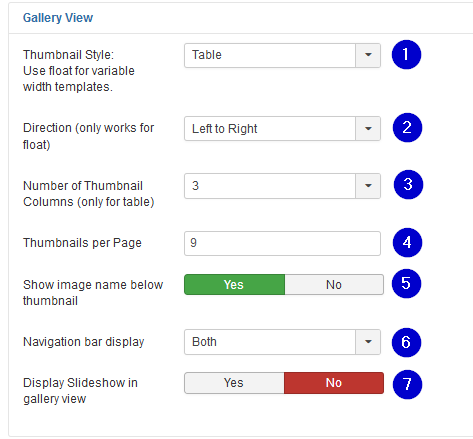 Gallery View
Thumbnail Style:
Use float for variable
width templates.
Table
1
Direction (only works for
float)
Left to Right
2
Number of Thumbnail
Columns (only for table)
3
3
Thumbnails per Page
9
4
Show image name below
thumbnail
Yes No
5
Navigation bar display
Both
6
Display Slideshow in
gallery view
Yes No
7